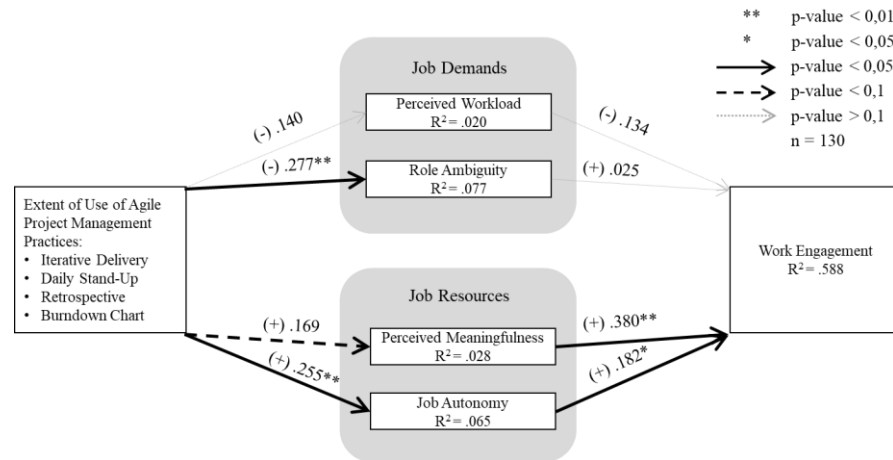 ** p-value < 0,01
* p-value < 0,05
p-value < 0,05
p-value < 0,1
p-value > 0,1
n = 130
Job Demands
Perceived Workload
R² = .020
Role Ambiguity
R² = .077
(-) .140
(-) .277**
(-) .134
(+) .025
Extent of Use of Agile
Project Management
Practices:
• Iterative Delivery
• Daily Stand-Up
• Retrospective
• Burndown Chart
Work Engagement
R² = .588
Job Resources
Perceived Meaningfulness
R² = .028
Job Autonomy
R² = .065
(+) .169
(+) .255**
(+) .380**
(+) .182*